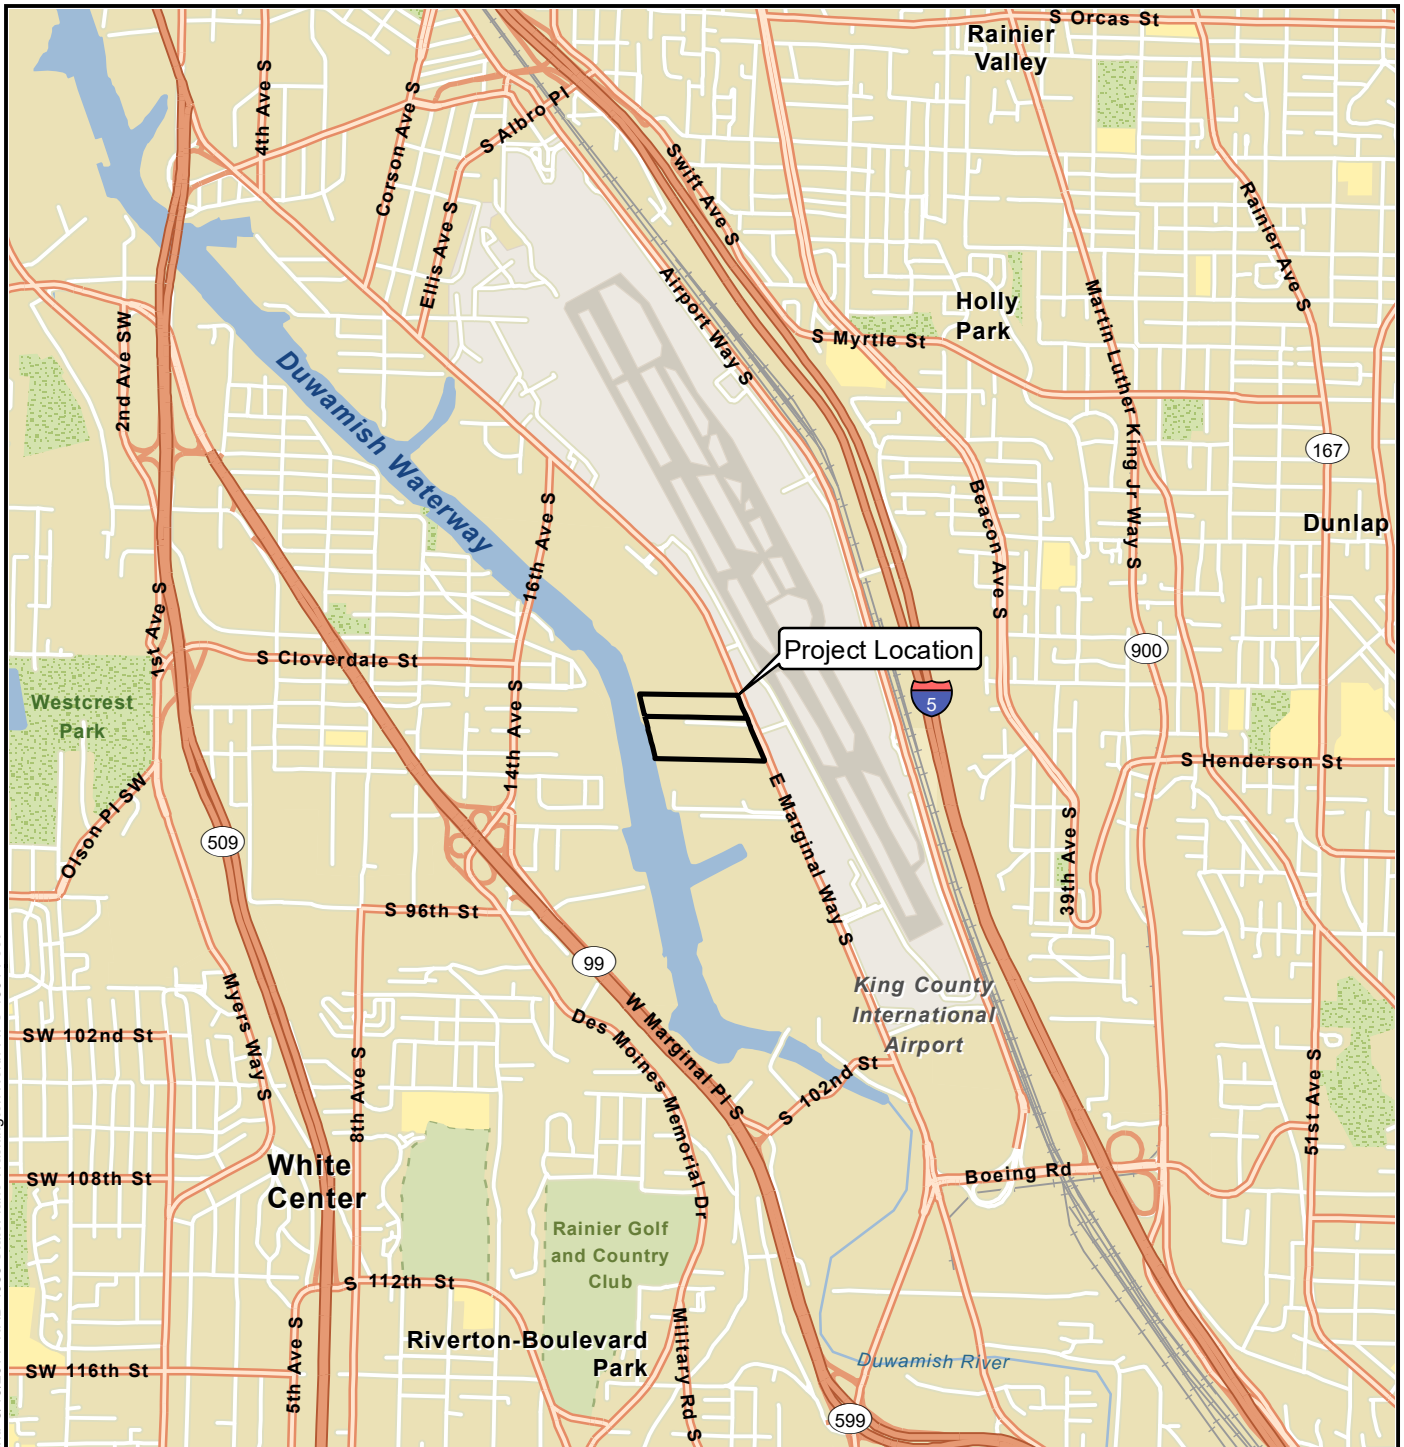 S Orcas St
Rainier
Valley
4th Ave S
Corson Ave S
S Albro Pl
Swift Ave S
Rainier Ave S
Ellis Ave S
Airport Way S
Holly
Park
Martin Luther King Jr Way S
S Myrtle St
2nd Ave SW
Duwamish Waterway
167
Beacon Ave S
Dunlap
16th Ave S
1st Ave S
S Cloverdale St
Project Location
900
5
Westcrest
Park
14th Ave S
S Henderson St
Olson Pl SW
E Marginal Way S
509
39th Ave S
S 96th St
99
King County
International
Airport
Myers Way S
W Marginal Pl S
Des Moines Memorial Dr
SW 102nd St
8th Ave S
S 102nd St
51st Ave S
White
Center
SW 108th St
Boeing Rd
Rainier Golf
and Country
Club
S 112th St
Riverton-Boulevard
Park
Military Rd S
SW 116th St
5th Ave S
Duwamish River
599